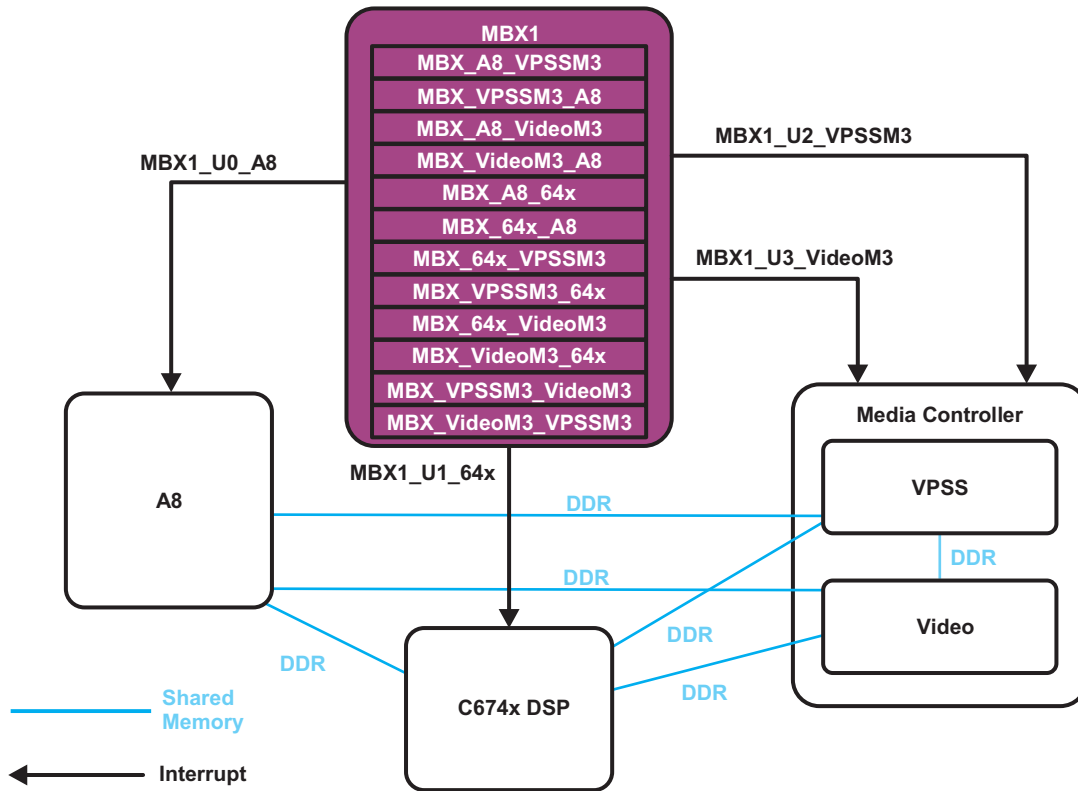 MBX1
MBX_A8_VPSSM3
MBX_VPSSM3_A8
MBX_A8_VideoM3
MBX_VideoM3_A8
MBX_A8_64x
MBX_64x_A8
MBX_64x_VPSSM3
MBX_VPSSM3_64x
MBX_64x_VideoM3
MBX_VideoM3_64x
MBX_VPSSM3_VideoM3
MBX_VideoM3_VPSSM3
MBX1_U0_A8
MBX1_U2_VPSSM3
MBX1_U3_VideoM3
MBX1_U1_64x
A8
Media Controller
VPSS
Video
C674x DSP
DDR
DDR
DDR
DDR
DDR
DDR
Shared
Memory
Interrupt